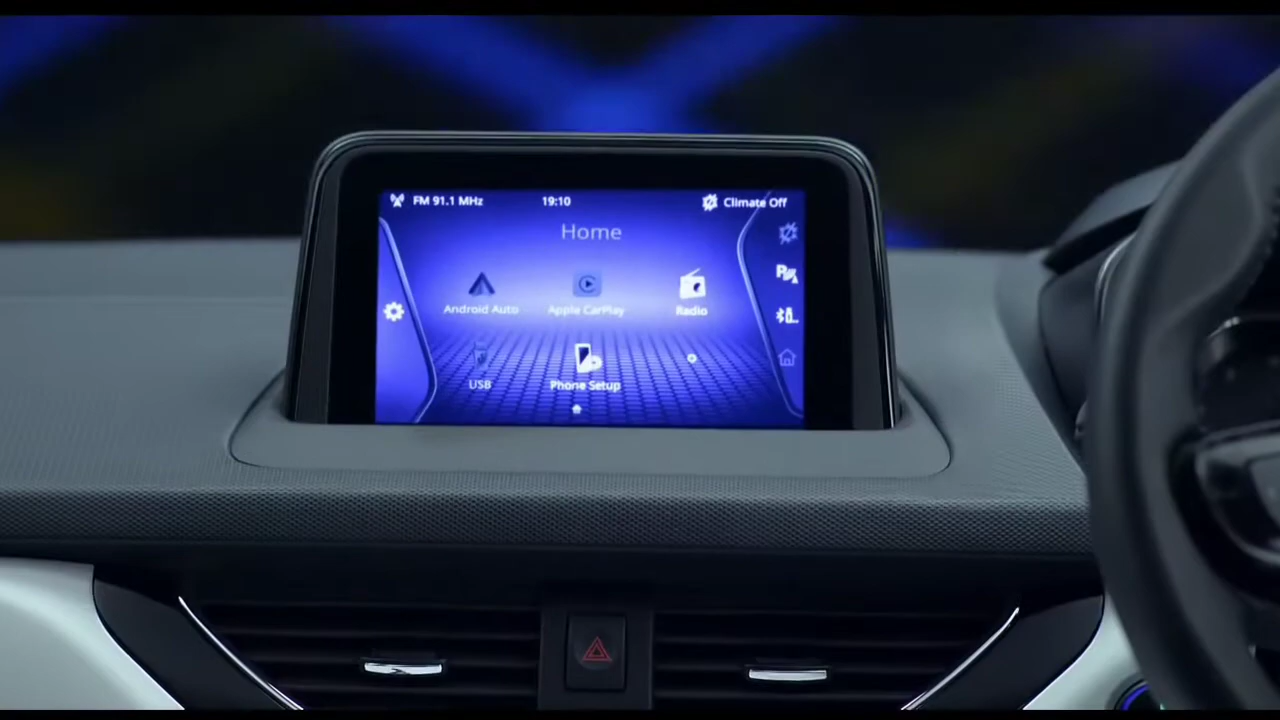 FM 91.1 MHz 19:10 Climate Off
Home
Android Auto Apple CarPlay Radio
USB Phone Setup